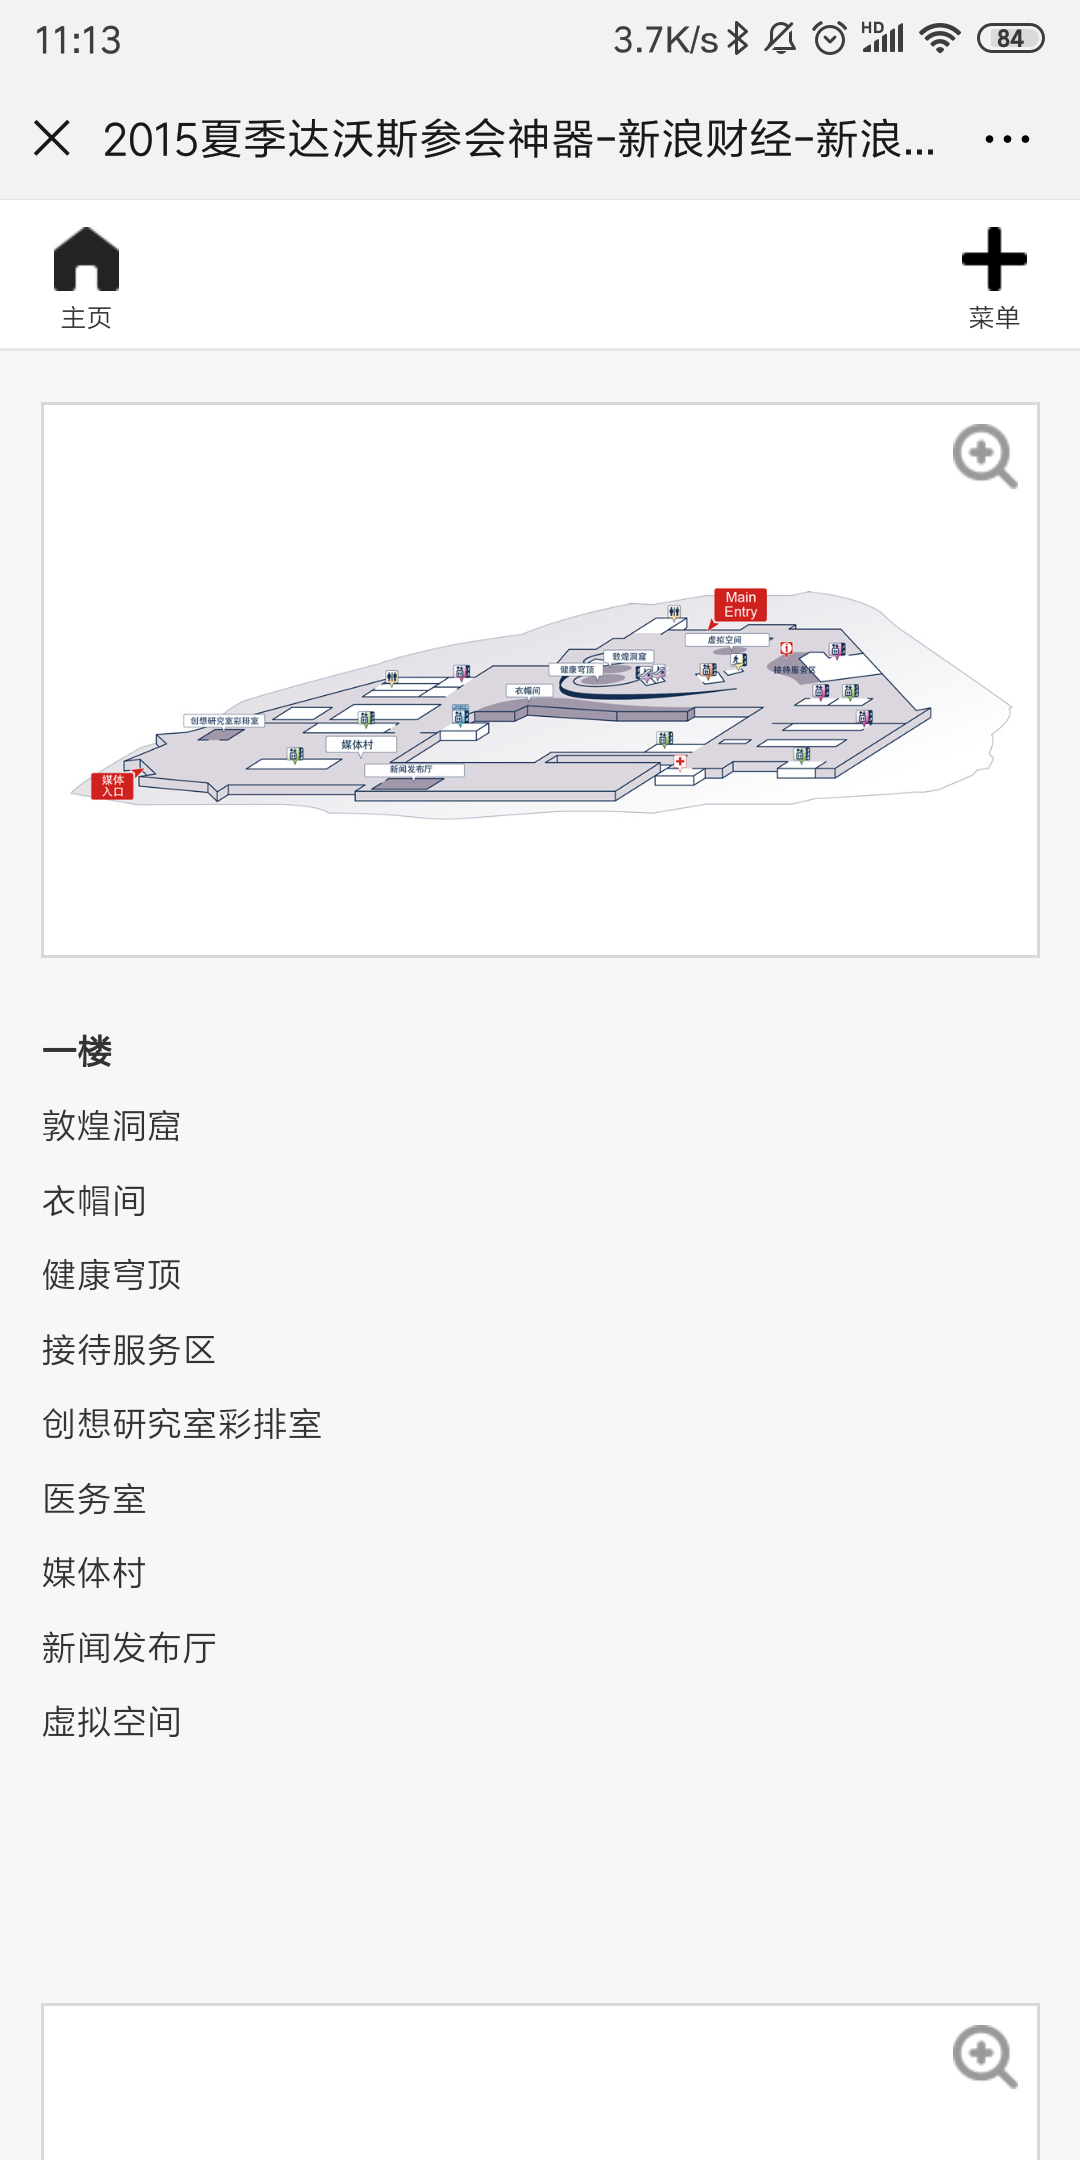 11:13
3.7K/s
HD
84
2015夏季达沃斯参会神器-新浪财经-新浪...
主页
菜单
Main
Entry
虚拟空间
敦煌洞窟
健康穹顶
接待服务区
衣帽间
创想研究室彩排室
媒体村
新闻发布厅
媒体
入口
一楼
敦煌洞窟
衣帽间
健康穹顶
接待服务区
创想研究室彩排室
医务室
媒体村
新闻发布厅
虚拟空间